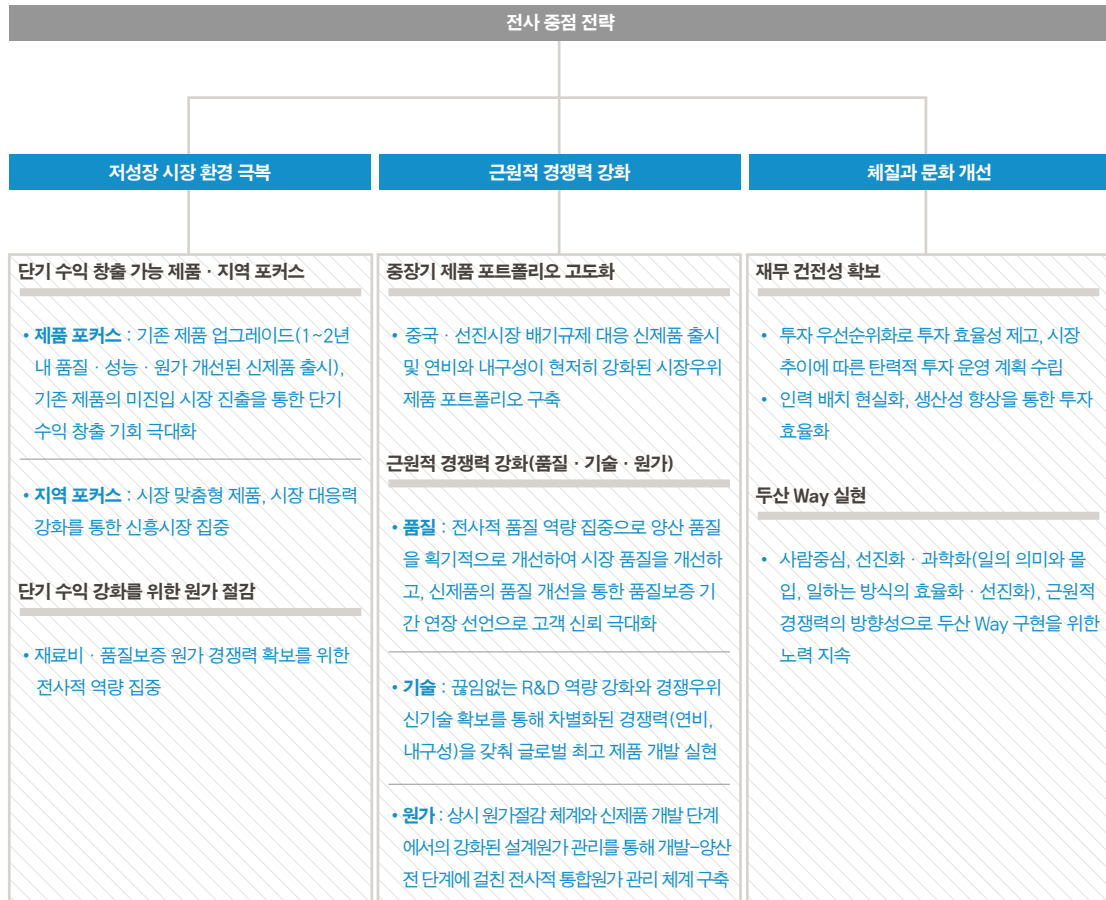 전사 중점 전략
저성장 시장 환경 극복
단기 수익 창출 가능 제품 · 지역 포커스
• 제품 포커스 : 기존 제품 업그레이드(1~2년
내 품질 · 성능 · 원가 개선된 신제품 출시),
기존 제품의 미진입 시장 진출을 통한 단기
수익 창출 기회 극대화
• 지역 포커스 : 시장 맞춤형 제품, 시장 대응력
강화를 통한 신흥시장 집중
단기 수익 강화를 위한 원가 절감
• 재료비 · 품질보증 원가 경쟁력 확보를 위한
전사적 역량 집중
근원적 경쟁력 강화
중장기 제품 포트폴리오 고도화
• 중국 · 선진시장 배기규제 대응 신제품 출시
및 연비와 내구성이 현저히 강화된 시장우위
제품 포트폴리오 구축
근원적 경쟁력 강화(품질 · 기술 · 원가)
• 품질 : 전사적 품질 역량 집중으로 양산 품질
을 획기적으로 개선하여 시장 품질을 개선하
고, 신제품의 품질 개선을 통한 품질보증 기
간 연장 선언으로 고객 신뢰 극대화
• 기술 : 끊임없는 R&D 역량 강화와 경쟁우위
신기술 확보를 통해 차별화된 경쟁력(연비,
내구성)을 갖춰 글로벌 최고 제품 개발 실현
• 원가 : 상시 원가절감 체계와 신제품 개발 단계
에서의 강화된 설계원가 관리를 통해 개발-양산
전 단계에 걸친 전사적 통합원가 관리 체계 구축
체질과 문화 개선
재무 건전성 확보
• 투자 우선순위화로 투자 효율성 제고, 시장
추이에 따른 탄력적 투자 운영 계획 수립
• 인력 배치 현실화, 생산성 향상을 통한 투자
효율화
두산 Way 실현
• 사람중심, 선진화 · 과학화(일의 의미와 몰
입, 일하는 방식의 효율화 · 선진화), 근원적
경쟁력의 방향성으로 두산 Way 구현을 위한
노력 지속